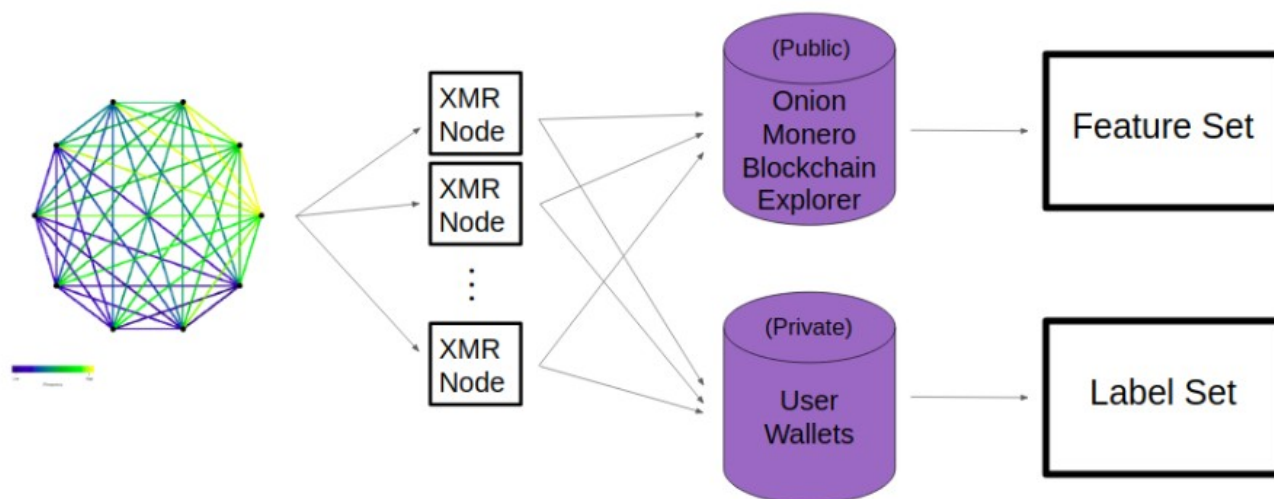 XMR
Node
XMR
Node
XMR
Node
(Public)
Onion
Monero
Blockchain
Explorer
(Private)
User
Wallets
Feature Set
Label Set